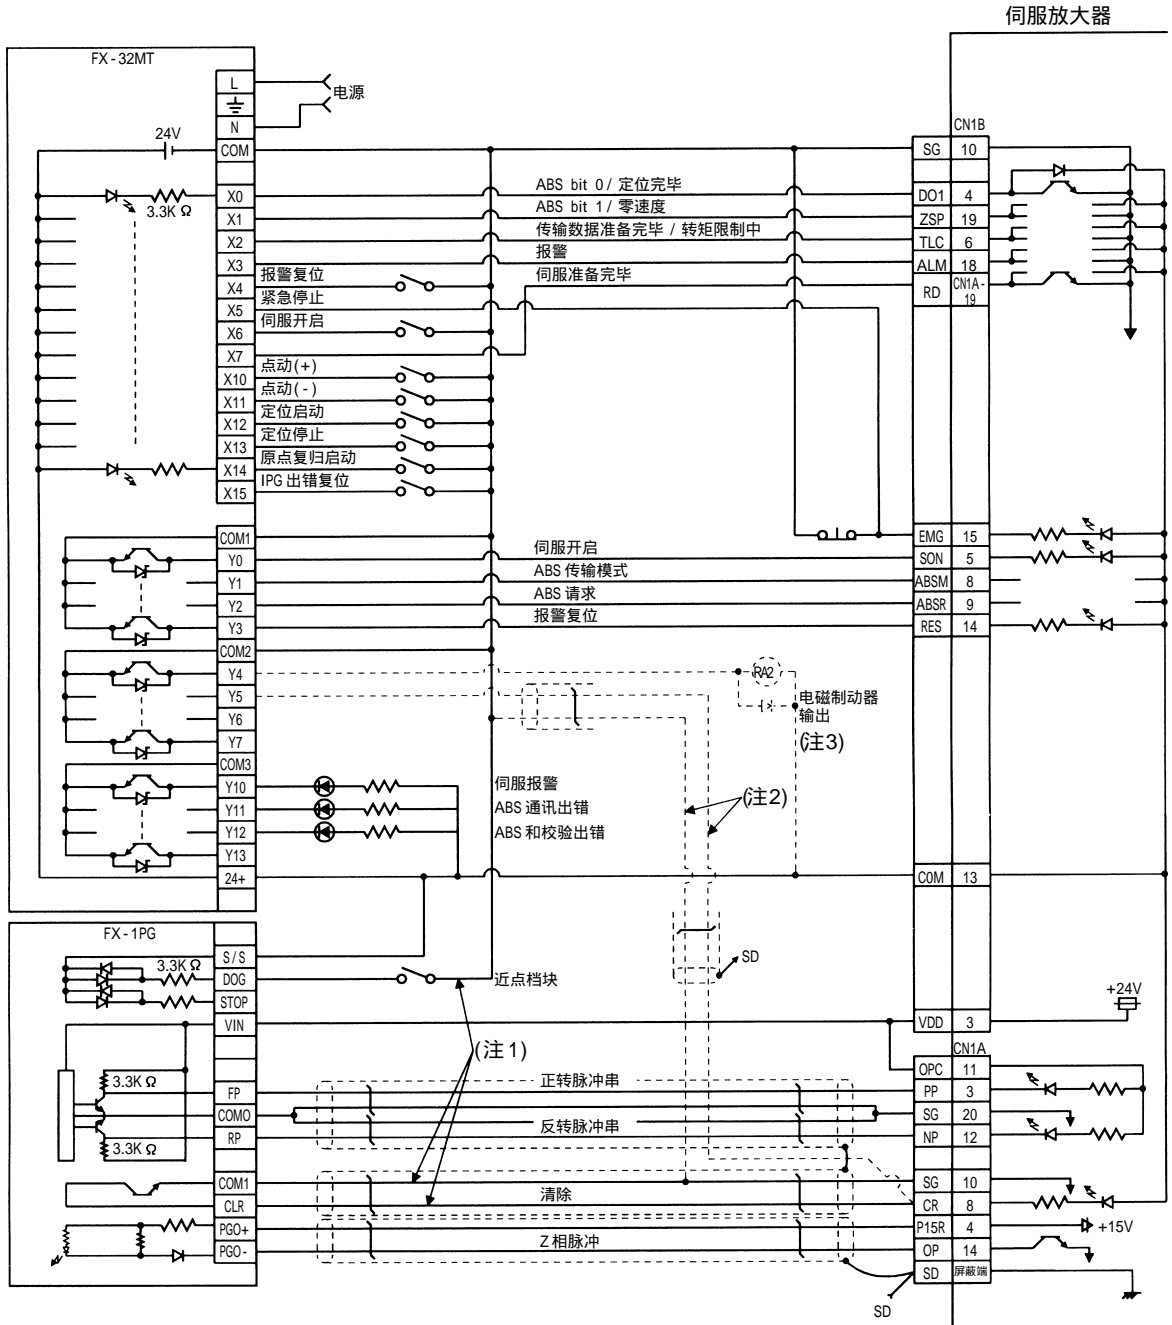 伺服放大器
FX-32MT
L
N
电源
24V
COM
3.3K Ω
X0
X1
X2
X3
X4
X5
X6
X7
X10
X11
X12
X13
X14
X15
ABS bit 0/ 定位完毕
ABS bit 1/ 零速度
传输数据准备完毕 / 转矩限制中
报警
伺服准备完毕
报警复位
紧急停止
伺服开启
点动(+)
点动(-)
定位启动
定位停止
原点复归启动
IPG 出错复位
CN1B
SG 10
DO1 4
ZSP 19
TLC 6
ALM 18
RD CN1A-19
COM1
Y0
Y1
Y2
Y3
COM2
Y4
Y5
Y6
Y7
COM3
Y10
Y11
Y12
Y13
24+
伺服开启
ABS 传输模式
ABS 请求
报警复位
EMG 15
SON 5
ABSM 8
ABSR 9
RES 14
RA2
电磁制动器
输出
(注3)
(注2)
伺服报警
ABS 通讯出错
ABS 和校验出错
COM 13
FX-1PG
3.3K Ω
S/S
DOG
STOP
VIN
近点档块
SD
+24V
VDD 3
(注1)
CN1A
3.3K Ω
3.3K Ω
FP
COM0
RP
正转脉冲串
反转脉冲串
OPC 11
PP 3
SG 20
NP 12
COM1
CLR
PGO+
PGO-
清除
Z相脉冲
SG 10
CR 8
P15R 4
+15V
OP 14
SD 屏蔽端
SD